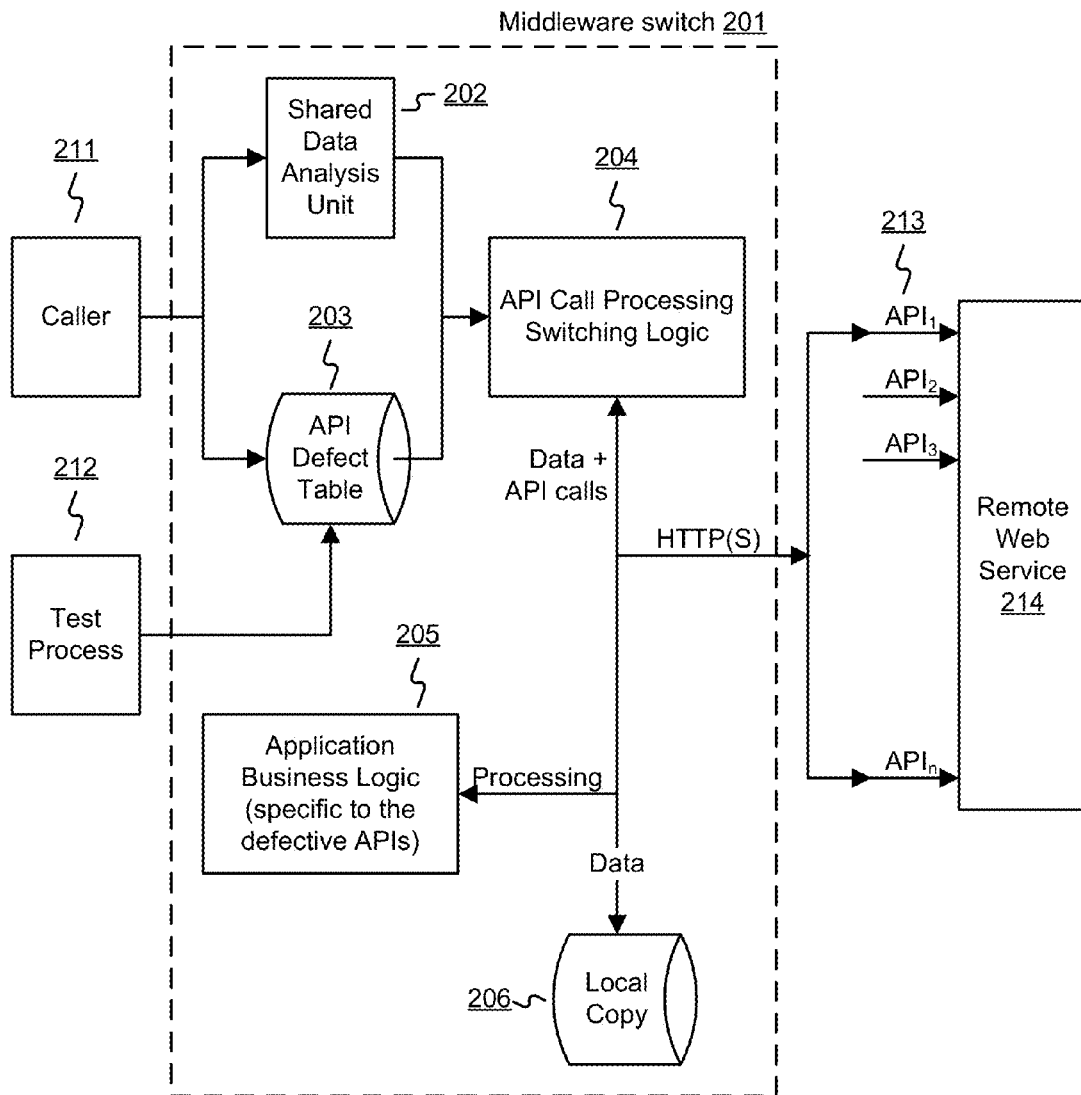 Middleware switch 201
202
Shared
Data
Analysis
Unit
211
204
213
Caller
203
API Call Processing
Switching Logic
API₁
API₂
API₃
API
Defect
Table
Data +
API calls
212
HTTP(S)
Remote
Web
Service
214
Test
Process
205
Application
Business Logic
(specific to the
defective APIs)
Processing
APIₙ
Data
206
Local
Copy